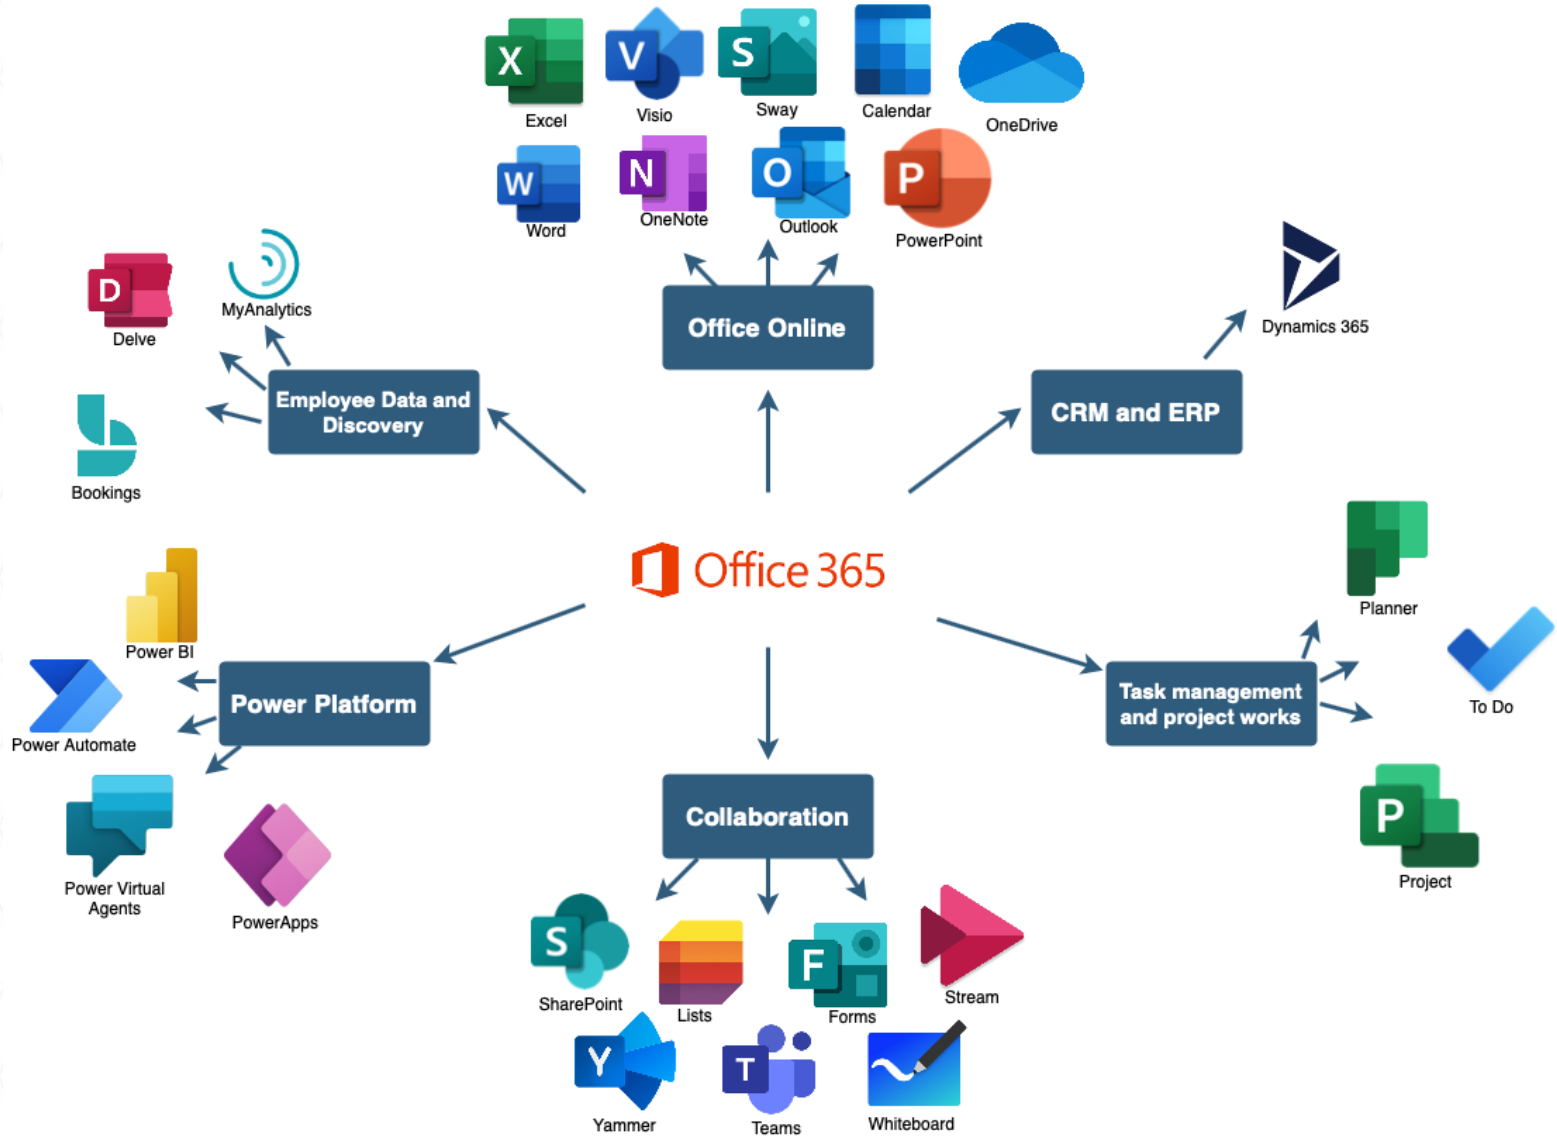 X
Excel
V
Visio
S
Sway
Calendar
OneDrive
W
Word
N
OneNote
O
Outlook
P
PowerPoint
Office Online
D
Delve
MyAnalytics
Bookings
Employee Data and
Discovery
Dynamics 365
CRM and ERP
Office 365
Power BI
Power Automate
Power Virtual
Agents
PowerApps
Power Platform
Planner
To Do
P
Project
Task management
and project works
Collaboration
S
SharePoint
Lists
F
Forms
Stream
Y
Yammer
T
Teams
Whiteboard